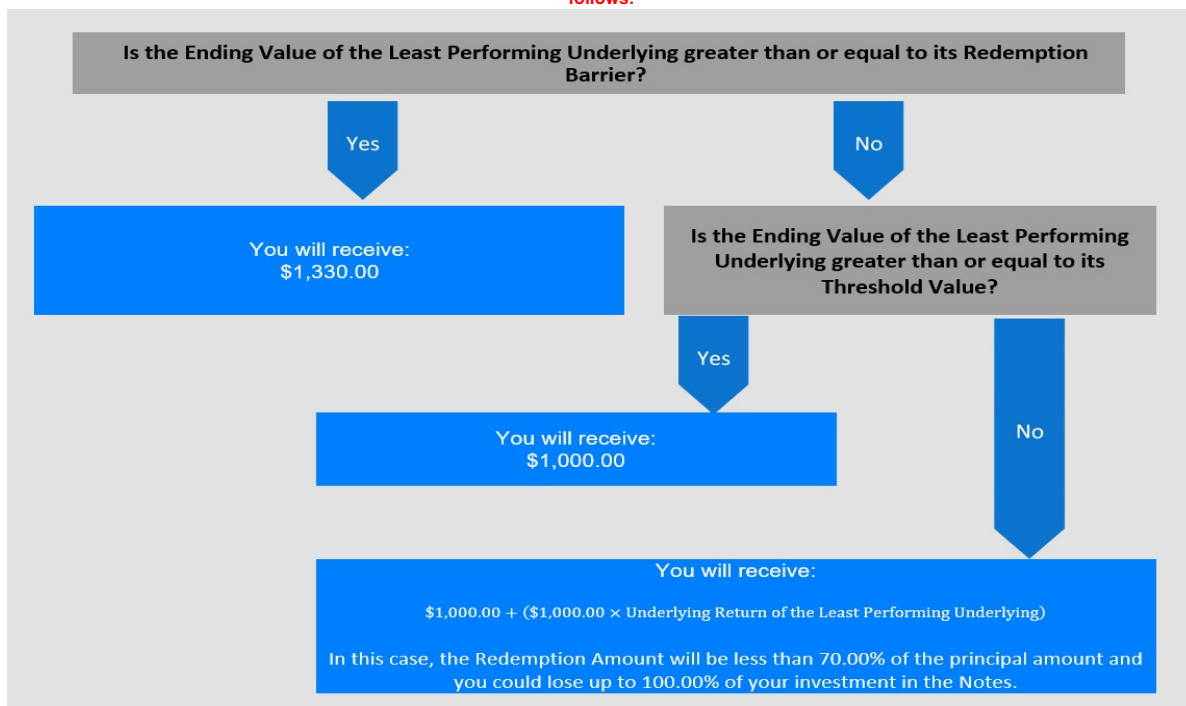 follows:
Is the Ending Value of the Least Performing Underlying greater than or equal to its Redemption
Barrier?
Yes
No
You will receive:
$1,330.00
Is the Ending Value of the Least Performing
Underlying greater than or equal to its
Threshold Value?
Yes
No
You will receive:
$1,000.00
You will receive:
$1,000.00 + ($1,000.00 × Underlying Return of the Least Performing Underlying)
In this case, the Redemption Amount will be less than 70.00% of the principal amount and
you could lose up to 100.00% of your investment in the Notes.